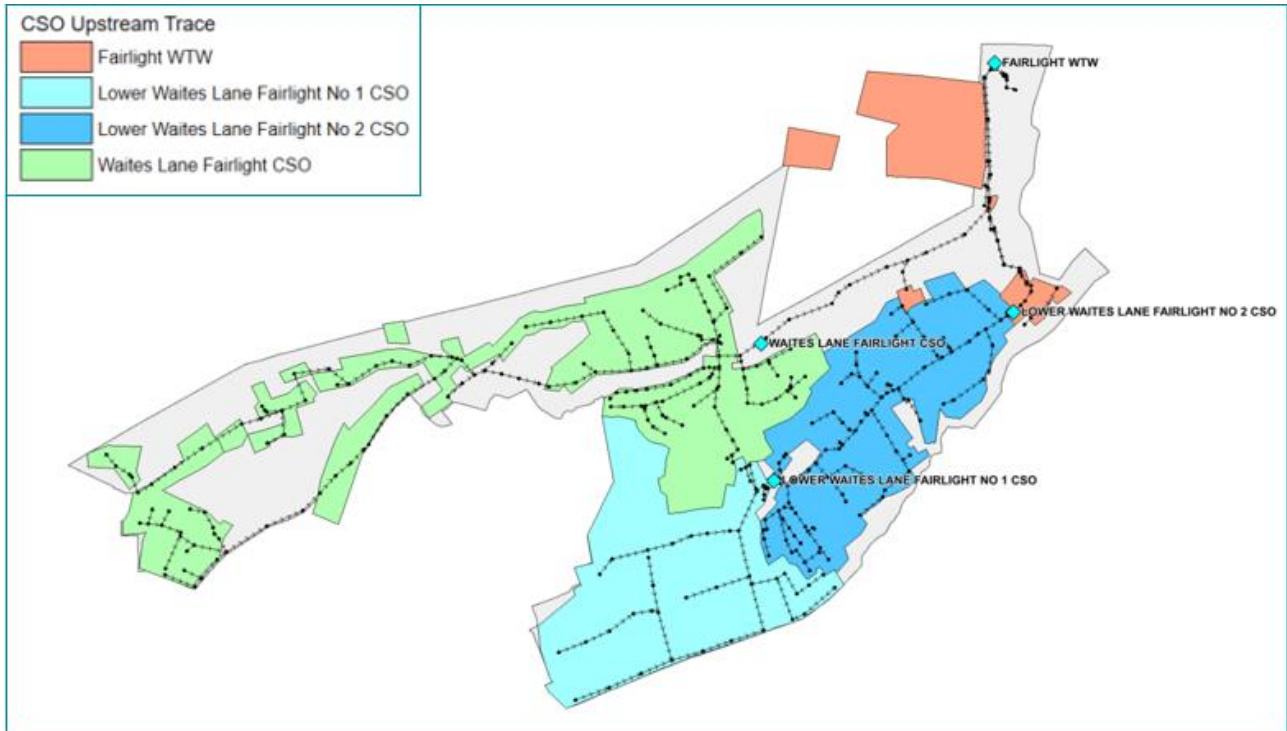 CSO Upstream Trace
Fairlight WTW
Lower Waites Lane Fairlight No 1 CSO
Lower Waites Lane Fairlight No 2 CSO
Waites Lane Fairlight CSO
FAIRLIGHT WTW
LOWER WAITES LANE FAIRLIGHT NO 2 CSO
WAITES LANE FAIRLIGHT CSO
LOWER WAITES LANE FAIRLIGHT NO 1 CSO